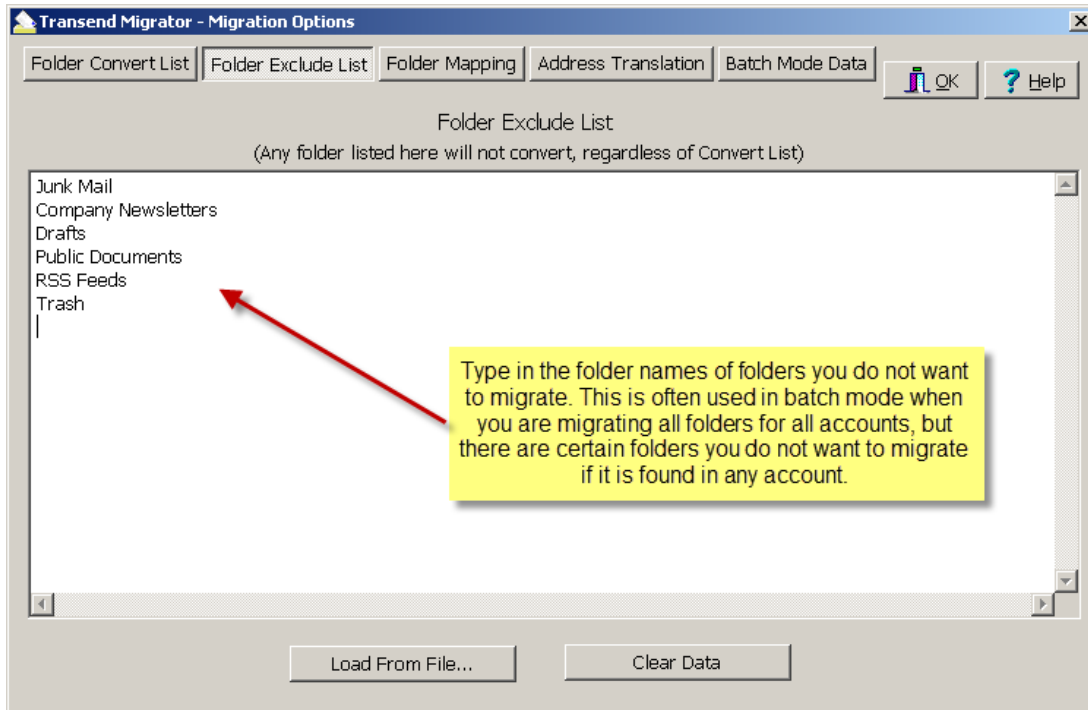 Transend Migrator - Migration Options
Folder Convert List Folder Exclude List Folder Mapping Address Translation Batch Mode Data OK ? Help
Folder Exclude List
(Any folder listed here will not convert, regardless of Convert List)
Junk Mail
Company Newsletters
Drafts
Public Documents
RSS Feeds
Trash
Type in the folder names of folders you do not want
to migrate. This is often used in batch mode when
you are migrating all folders for all accounts, but
there are certain folders you do not want to migrate
if it is found in any account.
Load From File... Clear Data